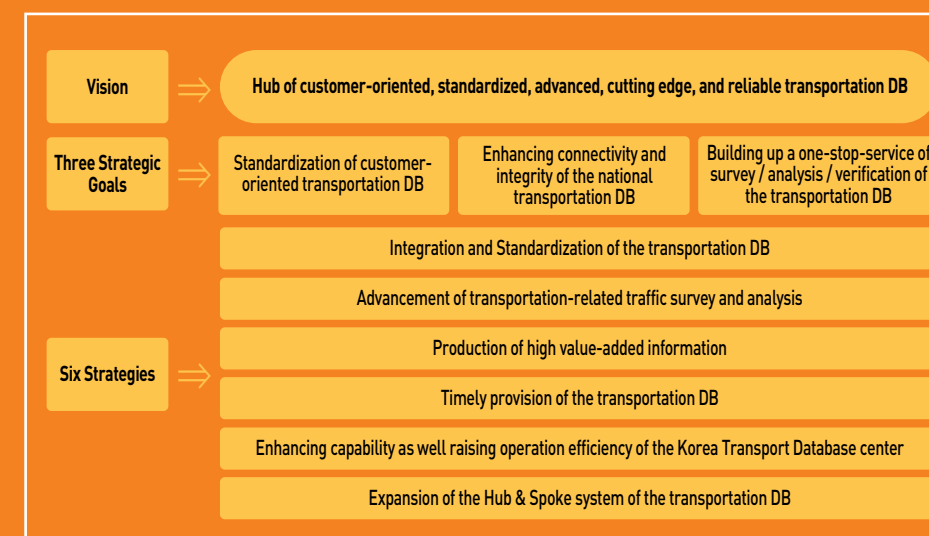 Vision
Hub of customer-oriented, standardized, advanced, cutting edge, and reliable transportation DB
Three Strategic
Goals
Standardization of customer-
oriented transportation DB
Enhancing connectivity and
integrity of the national
transportation DB
Building up a one-stop-service of
survey / analysis / verification of
the transportation DB
Six Strategies
Integration and Standardization of the transportation DB
Advancement of transportation-related traffic survey and analysis
Production of high value-added information
Timely provision of the transportation DB
Enhancing capability as well raising operation efficiency of the Korea Transport Database center
Expansion of the Hub & Spoke system of the transportation DB